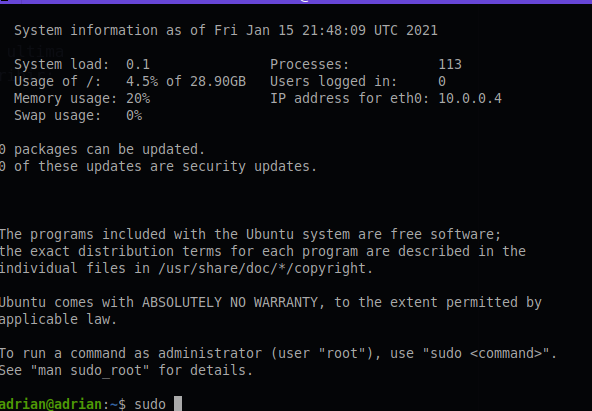 System information as of Fri Jan 15 21:48:09 UTC 2021
System load:  0.1                Processes:           113
Usage of /:   4.5% of 28.90GB   Users logged in:     0
Memory usage: 20%                IP address for eth0: 10.0.0.4
Swap usage:   0%
0 packages can be updated.
0 of these updates are security updates.
The programs included with the Ubuntu system are free software;
the exact distribution terms for each program are described in the
individual files in /usr/share/doc/*/copyright.
Ubuntu comes with ABSOLUTELY NO WARRANTY, to the extent permitted by
applicable law.
To run a command as administrator (user "root"), use "sudo <command>".
See "man sudo_root" for details.
adrian@adrian:~$ sudo